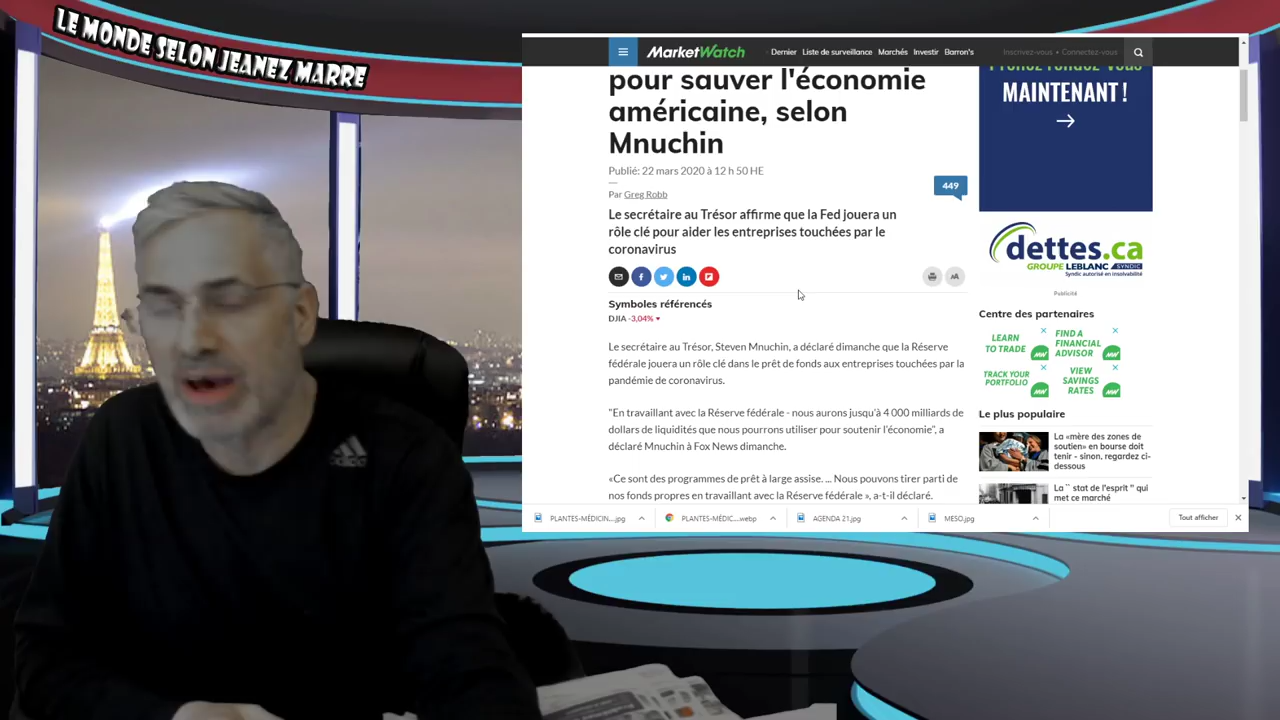 LE MONDE SELON JEANEZ MARRE
MarketWatch
Dernier Liste de surveillance Marchés Investir Barron's
Inscrivez-vous • Connectez-vous
pour sauver l'économie
américaine, selon
Mnuchin
Publié: 22 mars 2020 à 12 h 50 HE
Par Greg Robb
449
Le secrétaire au Trésor affirme que la Fed jouera un
rôle clé pour aider les entreprises touchées par le
coronavirus
AA
Symboles référencés
DJIA -3,04%
Le secrétaire au Trésor, Steven Mnuchin, a déclaré dimanche que la Réserve
fédérale jouera un rôle clé dans le prêt de fonds aux entreprises touchées par la
pandémie de coronavirus.
"En travaillant avec la Réserve fédérale - nous aurons jusqu'à 4 000 milliards de
dollars de liquidités que nous pourrons utiliser pour soutenir l'économie", a
déclaré Mnuchin à Fox News dimanche.
«Ce sont des programmes de prêt à large assise. ... Nous pouvons tirer parti de
nos fonds propres en travaillant avec la Réserve fédérale », a-t-il déclaré.
MAINTENANT !
dettes.ca
GROUPE LEBLANC SYNDIC
Syndic autorisé en insolvabilité
Publicité
Centre des partenaires
LEARN
TO TRADE
FIND A
FINANCIAL
ADVISOR
TRACK YOUR
PORTFOLIO
VIEW
SAVINGS
RATES
Le plus populaire
La «mère des zones de
soutien» en bourse doit
tenir - sinon, regardez ci-
dessous
La `` stat de l'esprit '' qui
met ce marché
PLANTES-MÉDICIN....jpg
PLANTES-MÉDIC....webp
AGENDA 21.jpg
MESO.jpg
Tout afficher
adidas